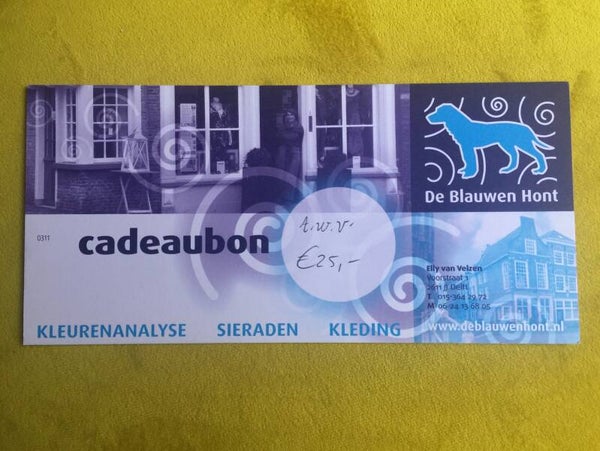 De Blauwen Hont
0311
cadeaubon
t.w.v.
€25,-
Elly van Velzen
Voorstraat 1
2611 JJ Delft
T. 015-364 29 72
M. 06-24 13 68 05
KLEURENANALYSE SIERADEN KLEDING
www.deblauwenhont.nl